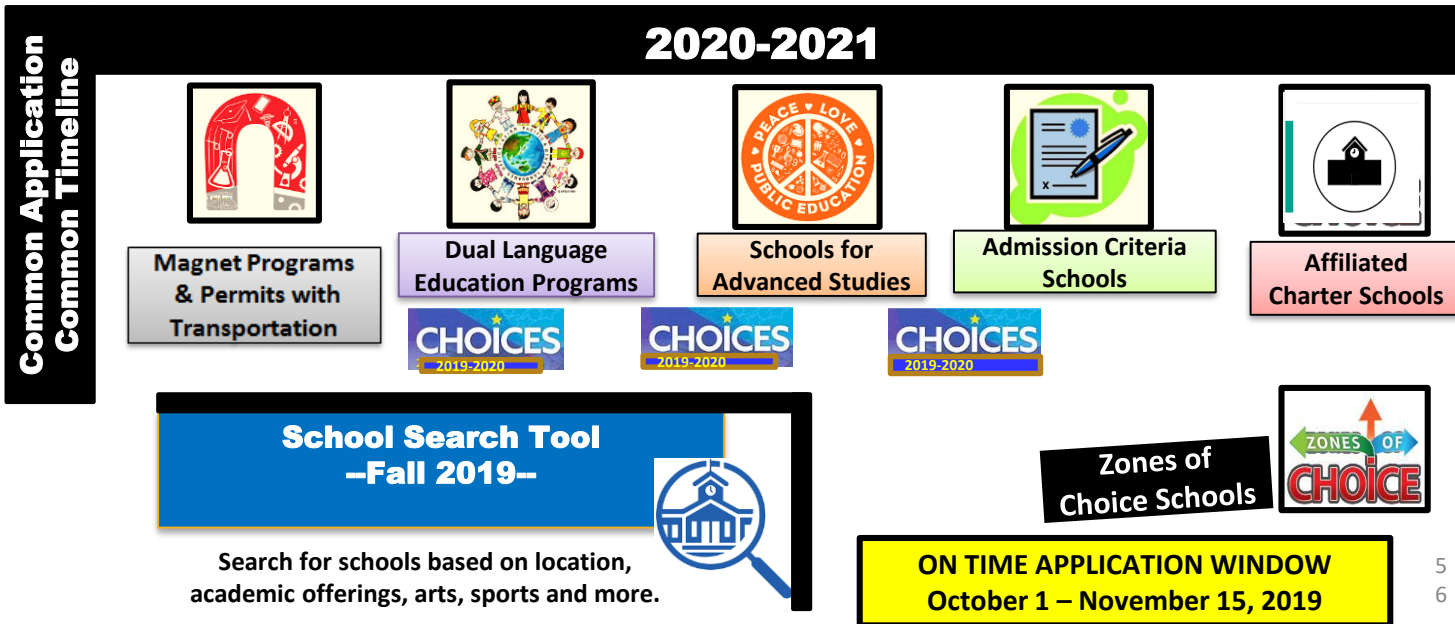 Common Application
Common Timeline
2020-2021
PEACE ♥ LOVE ♥
PUBLIC EDUCATION
X
Magnet Programs
& Permits with
Transportation
Dual Language
Education Programs
Schools for
Advanced Studies
Admission Criteria
Schools
Affiliated
Charter Schools
CHOICES
2019-2020
CHOICES
2019-2020
CHOICES
2019-2020
School Search Tool
--Fall 2019--
Search for schools based on location,
academic offerings, arts, sports and more.
Zones of
Choice Schools
ZONES OF
CHOICE
ON TIME APPLICATION WINDOW
October 1 – November 15, 2019
5
6